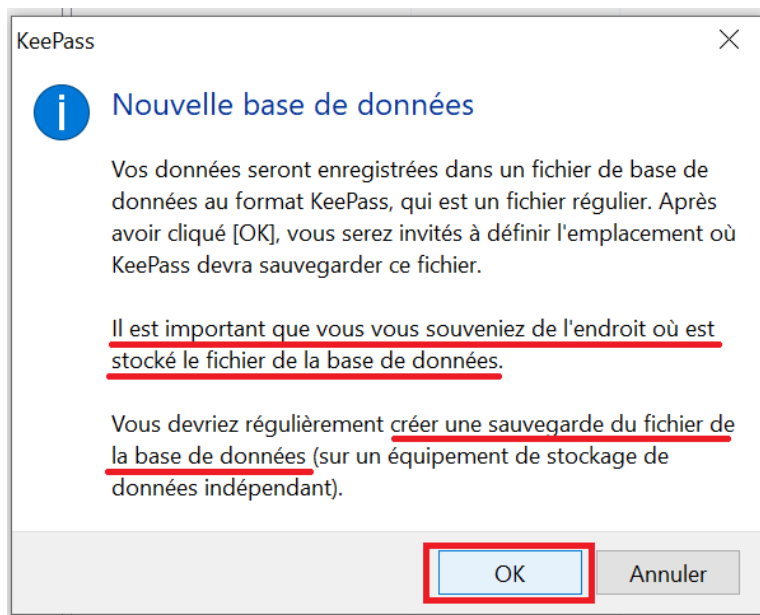 KeePass
Nouvelle base de données
Vos données seront enregistrées dans un fichier de base de
données au format KeePass, qui est un fichier régulier. Après
avoir cliqué [OK], vous serez invités à définir l'emplacement où
KeePass devra sauvegarder ce fichier.
Il est important que vous vous souveniez de l'endroit où est
stocké le fichier de la base de données.
Vous devriez régulièrement créer une sauvegarde du fichier de
la base de données (sur un équipement de stockage de
données indépendant).
OK
Annuler